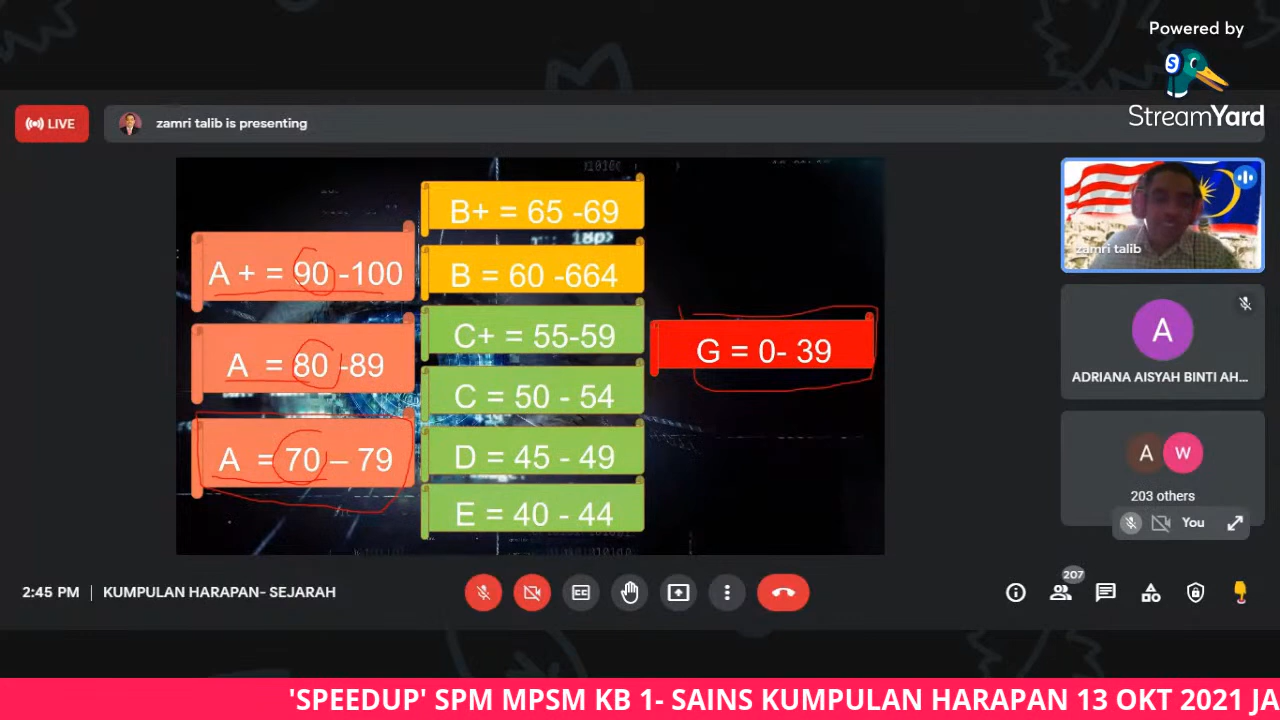 Powered by
StreamYard
LIVE
zamri talib is presenting
A + = 90 -100
A = 80 -89
A = 70 – 79
B+ = 65 -69
18px
B = 60 -664
C+ = 55-59
C = 50 - 54
D = 45 - 49
E = 40 - 44
G = 0- 39
zamri talib
A
ADRIANA AISYAH BINTI AH...
A
W
203 others
You
2:45 PM
KUMPULAN HARAPAN- SEJARAH
207
'SPEEDUP' SPM MPSM KB 1- SAINS KUMPULAN HARAPAN 13 OKT 2021 JA